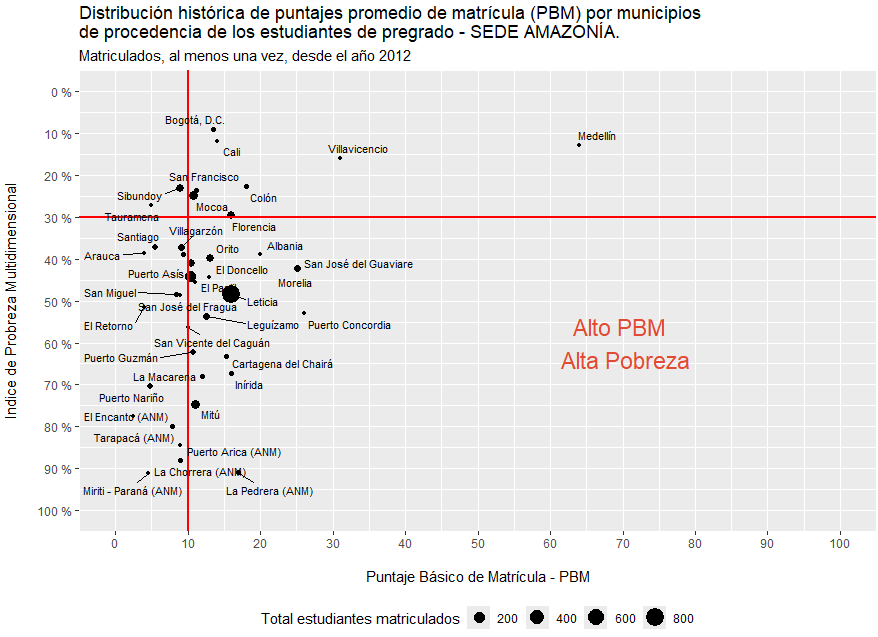 Distribución histórica de puntajes promedio de matrícula (PBM) por municipios
de procedencia de los estudiantes de pregrado - SEDE AMAZONÍA.
Matriculados, al menos una vez, desde el año 2012
Indice de Probreza Multidimensional
0 %
10 %
20 %
30 %
40 %
50 %
60 %
70 %
80 %
90 %
100 %
Bogotá, D.C.
Medellín
Cali
Villavicencio
San Francisco
Sibundoy
Colón
Mocoa
Tauramena
Florencia
Villagarzón
Santiago
Orito
Albania
Arauca
San José del Guaviare
Puerto Asís
El Doncello
Morelia
El Paujil
San Miguel
Leticia
San José del Fragua
El Retorno
Leguízamo
Puerto Concordia
Alto PBM
Alta Pobreza
San Vicente del Caguán
Puerto Guzmán
Cartagena del Chairá
La Macarena
Inírida
Puerto Nariño
El Encanto (ANM)
Mitú
Tarapacá (ANM)
Puerto Arica (ANM)
La Chorrera (ANM)
Miriti - Paraná (ANM)
La Pedrera (ANM)
0 10 20 30 40 50 60 70 80 90 100
Puntaje Básico de Matrícula - PBM
Total estudiantes matriculados 200 400 600 800